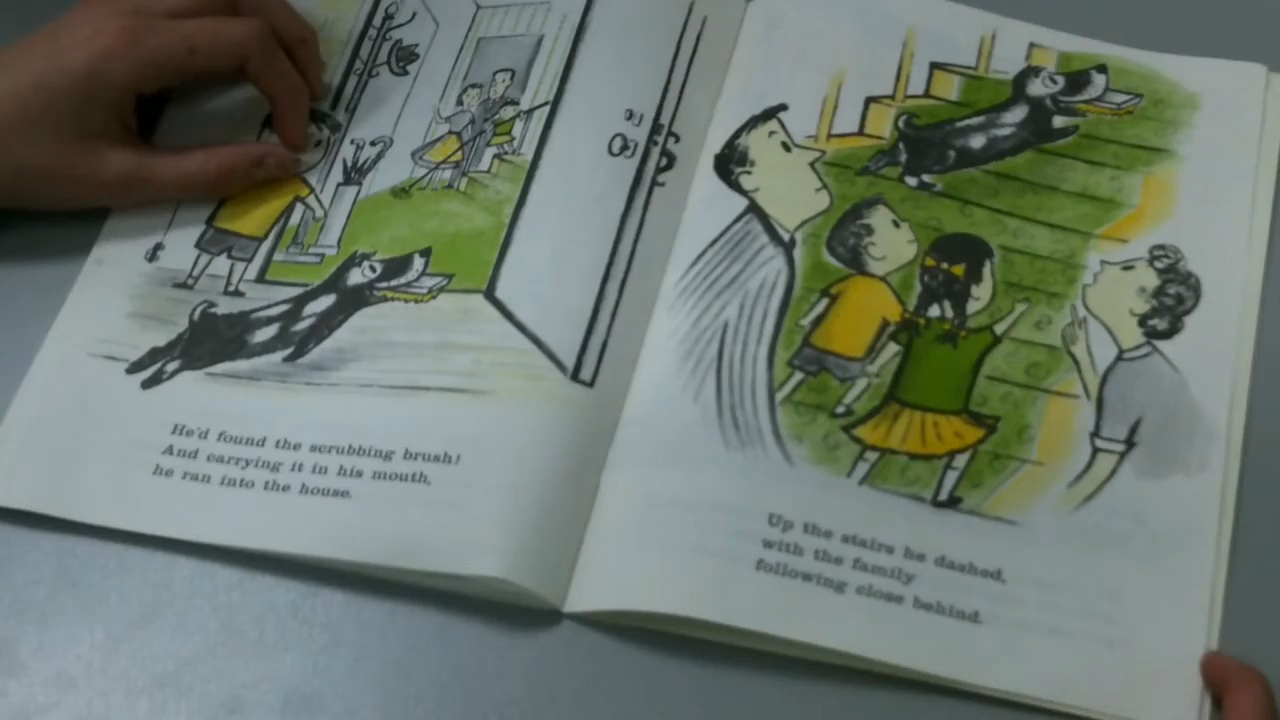 He'd found the scrubbing brush!
And carrying it in his mouth,
he ran into the house.
Up the stairs he dashed,
with the family
following close behind.